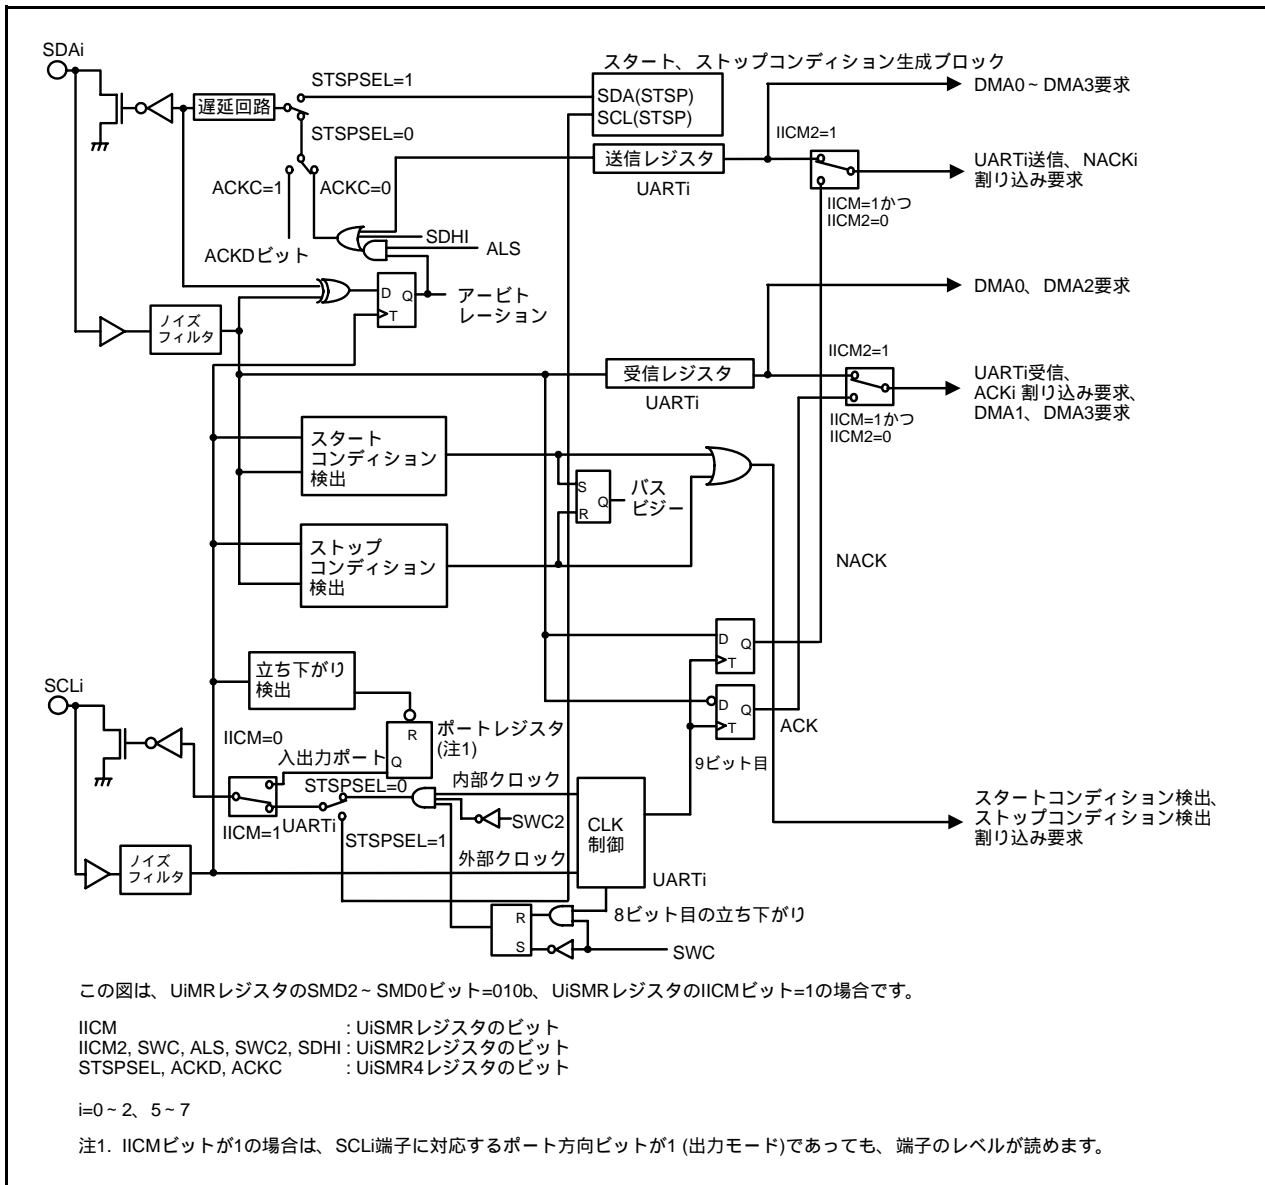 SDAi
スタート、ストップコンディション生成ブロック
STSPSEL=1
SDA(STSP)
SCL(STSP)
DMA0~DMA3要求
遅延回路
STSPSEL=0
IICM2=1
送信レジスタ
UARTi
UARTi送信、NACKi
割り込み要求
ACKC=1
ACKC=0
IICM=1かつ
IICM2=0
SDHI
ALS
ACKDビット
D
Q
T
アービト
レーション
DMA0、DMA2要求
ノイズ
フィルタ
IICM2=1
受信レジスタ
UARTi
UARTi受信、
ACKi 割り込み要求、
DMA1、DMA3要求
IICM=1かつ
IICM2=0
スタート
コンディション
検出
S
Q
R
バス
ビジー
ストップ
コンディション
検出
NACK
D
Q
T
立ち下がり
検出
SCLi
D
Q
T
ACK
R
Q
ポートレジスタ
(注1)
IICM=0
入出力ポート
9ビット目
STSPSEL=0
内部クロック
IICM=1
UARTi
SWC2
CLK
制御
スタートコンディション検出、
ストップコンディション検出
割り込み要求
STSPSEL=1
ノイズ
フィルタ
外部クロック
UARTi
R
S
8ビット目の立ち下がり
SWC
この図は、UiMRレジスタのSMD2~SMD0ビット=010b、UiSMRレジスタのIICMビット=1の場合です。
IICM : UiSMRレジスタのビット
IICM2, SWC, ALS, SWC2, SDHI : UiSMR2レジスタのビット
STSPSEL, ACKD, ACKC : UiSMR4レジスタのビット
i=0~2、5~7
注1. IICMビットが1の場合は、SCLi端子に対応するポート方向ビットが1 (出力モード)であっても、端子のレベルが読めます。